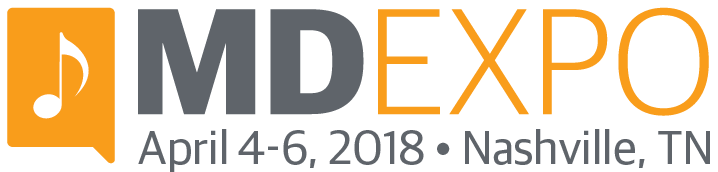 MDEXPO
April 4-6, 2018 • Nashville, TN